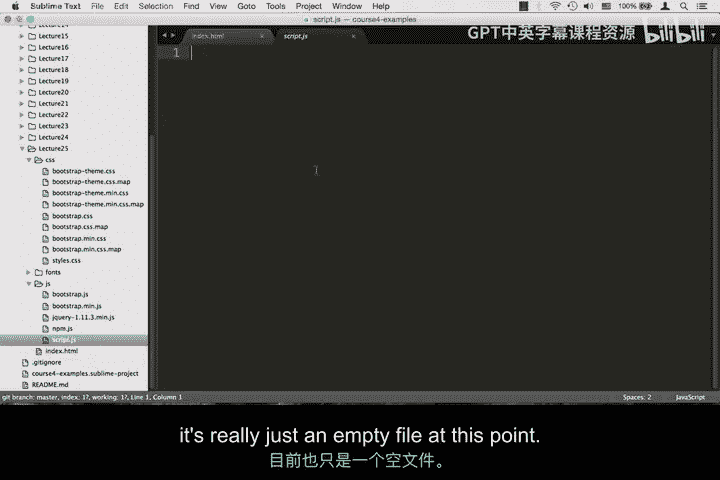 Sublime Text File Edit Selection Find View Goto Tools Project Window Help
100%
script.js — course4-examples
GPT中英字幕课程资源 bilibili
index.html script.js
1
Lecture15
Lecture16
Lecture17
Lecture18
Lecture19
Lecture20
Lecture21
Lecture22
Lecture23
Lecture24
Lecture25
css
bootstrap-theme.css
bootstrap-theme.css.map
bootstrap-theme.min.css
bootstrap-theme.min.css.map
bootstrap.css
bootstrap.css.map
bootstrap.min.css
bootstrap.min.css.map
styles.css
fonts
js
bootstrap.js
bootstrap.min.js
jquery-1.11.3.min.js
npm.js
script.js
index.html
.gitignore
course4-examples.sublime-project
README.md
git branch: master, index: 1?, working: 1?, Line 1, Column 1 Spaces: 2 JavaScript
it's really just an empty file at this point.
目前也只是一个空文件。